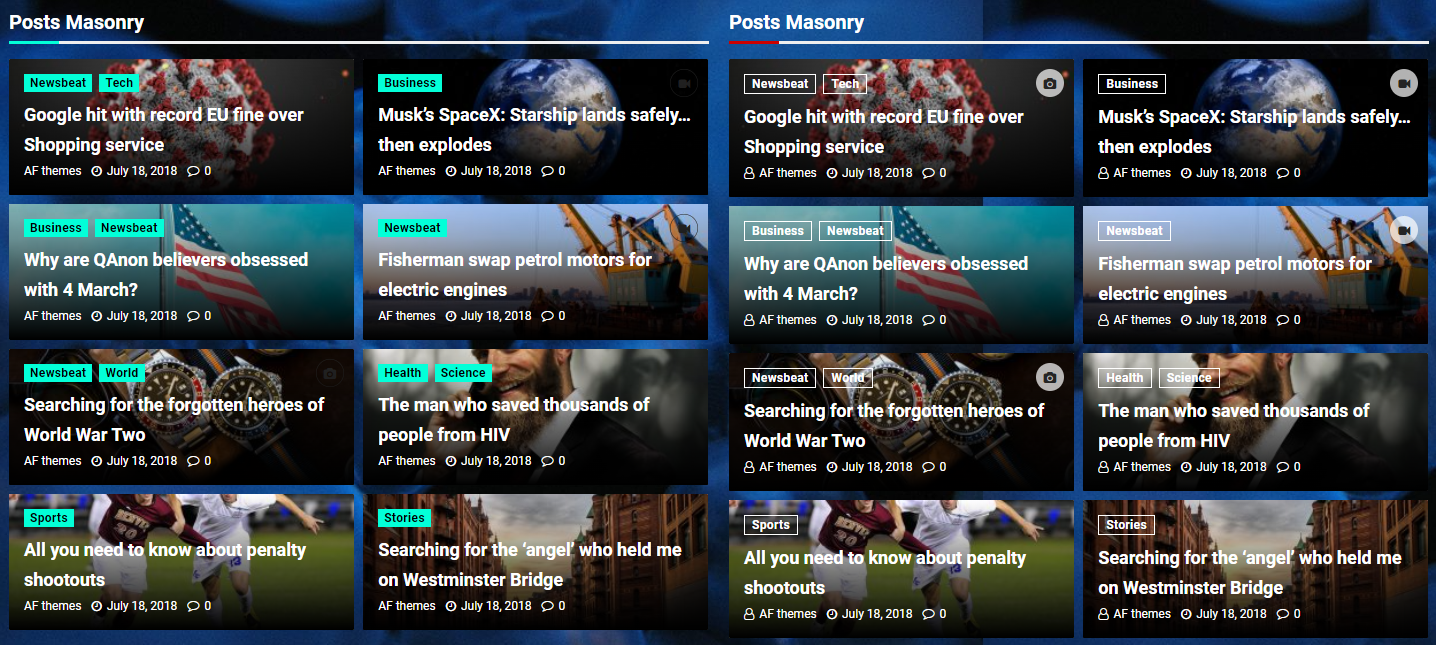 Posts Masonry
Newsbeat Tech
Google hit with record EU fine over
Shopping service
AF themes July 18, 2018 0
Business
Musk’s SpaceX: Starship lands safely...
then explodes
AF themes July 18, 2018 0
Business Newsbeat
Why are QAnon believers obsessed
with 4 March?
AF themes July 18, 2018 0
Newsbeat
Fisherman swap petrol motors for
electric engines
AF themes July 18, 2018 0
Newsbeat World
Searching for the forgotten heroes of
World War Two
AF themes July 18, 2018 0
Health Science
The man who saved thousands of
people from HIV
AF themes July 18, 2018 0
Sports
All you need to know about penalty
shootouts
AF themes July 18, 2018 0
Stories
Searching for the ‘angel’ who held me
on Westminster Bridge
AF themes July 18, 2018 0
Posts Masonry
Newsbeat Tech
Google hit with record EU fine over
Shopping service
AF themes July 18, 2018 0
Business
Musk’s SpaceX: Starship lands safely...
then explodes
AF themes July 18, 2018 0
Business Newsbeat
Why are QAnon believers obsessed
with 4 March?
AF themes July 18, 2018 0
Newsbeat
Fisherman swap petrol motors for
electric engines
AF themes July 18, 2018 0
Newsbeat World
Searching for the forgotten heroes of
World War Two
AF themes July 18, 2018 0
Health Science
The man who saved thousands of
people from HIV
AF themes July 18, 2018 0
Sports
All you need to know about penalty
shootouts
AF themes July 18, 2018 0
Stories
Searching for the ‘angel’ who held me
on Westminster Bridge
AF themes July 18, 2018 0